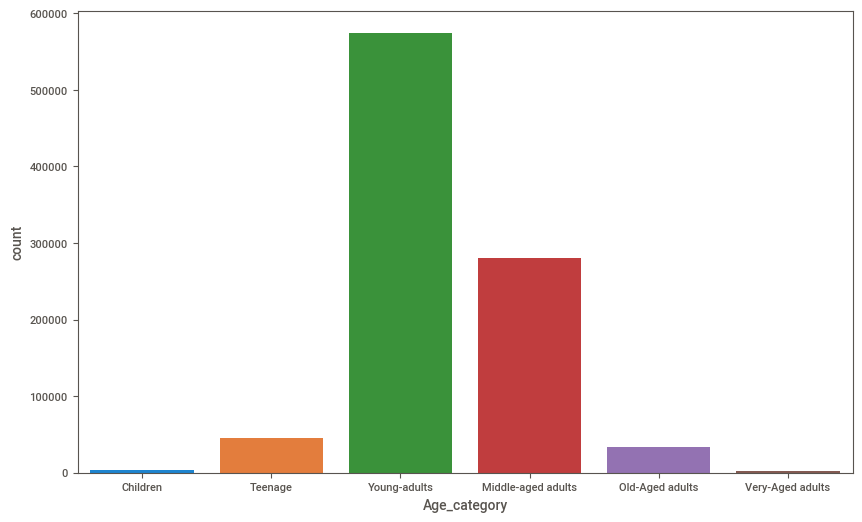 600000
500000
400000
300000
200000
100000
0
count
Children Teenage Young-adults Middle-aged adults Old-Aged adults Very-Aged adults
Age_category